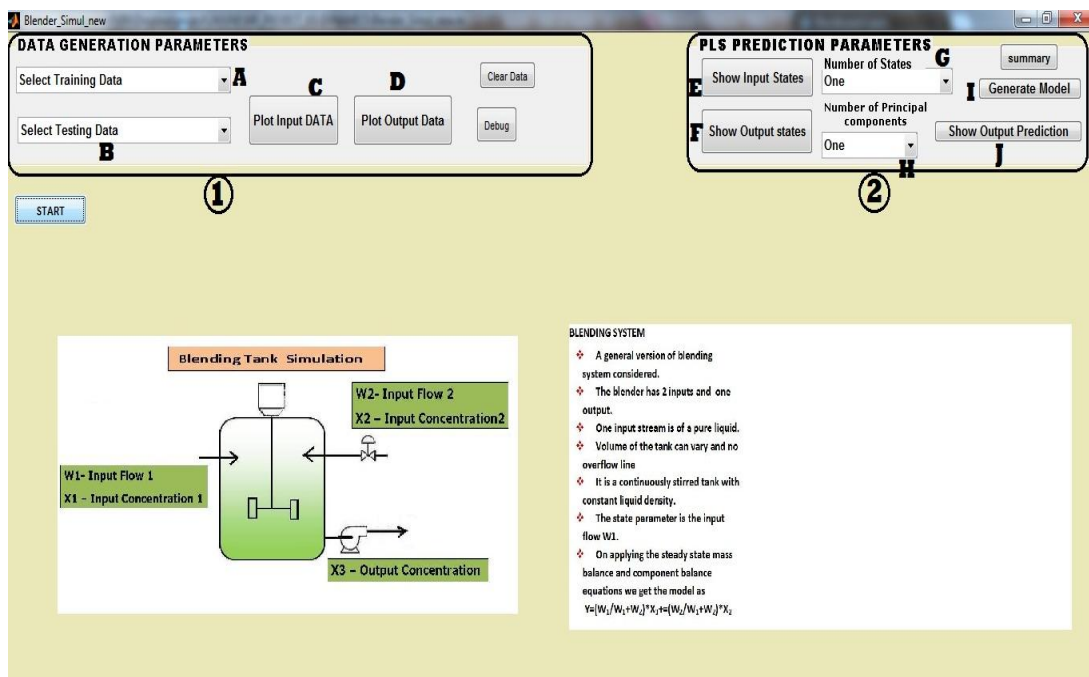 Blender_Simul_new
DATA GENERATION PARAMETERS
Select Training Data
A
C
D
Clear Data
Plot Input DATA
Plot Output Data
Select Testing Data
B
Debug
1
START
PLS PREDICTION PARAMETERS
G
summary
Number of States
E
Show Input States
One
I
Generate Model
Number of Principal
components
F
Show Output states
Show Output Prediction
One
H
J
2
Blending Tank Simulation
W2- Input Flow 2
X2 – Input Concentration2
W1- Input Flow 1
X1 – Input Concentration 1
X3 – Output Concentration
BLENDING SYSTEM
❖ A general version of blending
system considered.
❖ The blender has 2 inputs and one
output.
❖ One input stream is of a pure liquid.
❖ Volume of the tank can vary and no
overflow line
❖ It is a continuously stirred tank with
constant liquid density.
❖ The state parameter is the input
flow W1.
❖ On applying the steady state mass
balance and component balance
equations we get the model as
Y=(W₁/W₁+W₂)*X₁+=(W₂/W₁+W₂)*X₂